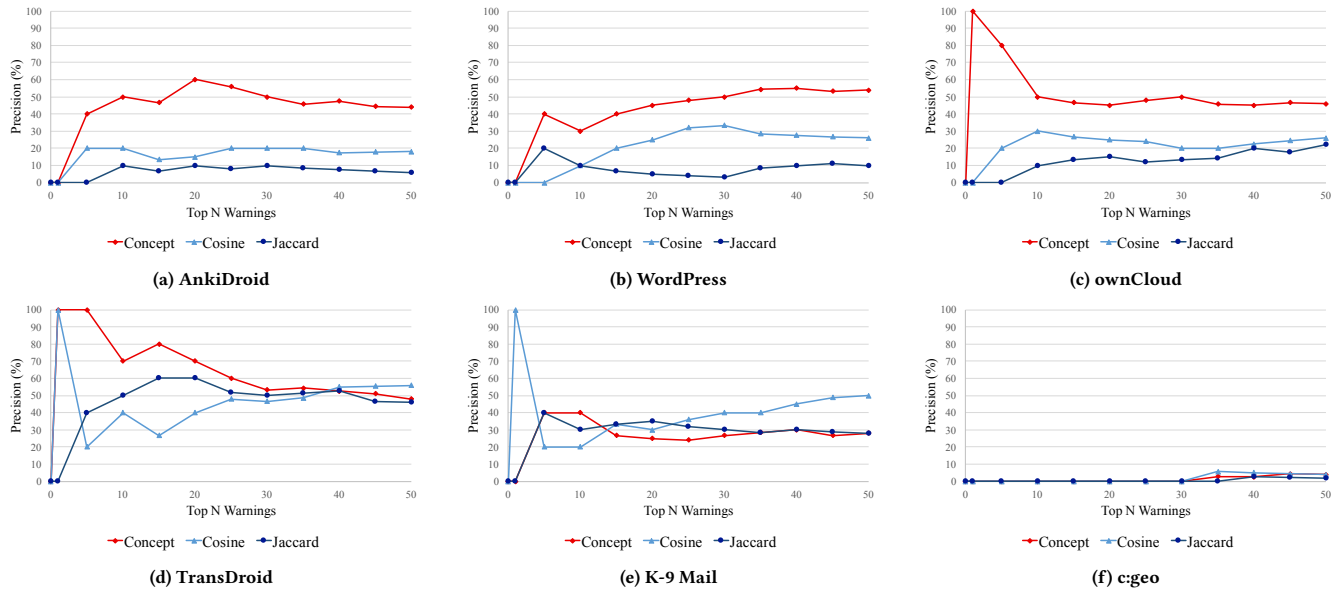 100
90
80
70
60
50
40
30
20
10
0
Precision (%)
0 10 20 30 40 50
Top N Warnings
Concept Cosine Jaccard
(a) AnkiDroid
100
90
80
70
60
50
40
30
20
10
0
Precision (%)
0 10 20 30 40 50
Top N Warnings
Concept Cosine Jaccard
(b) WordPress
100
90
80
70
60
50
40
30
20
10
0
Precision (%)
0 10 20 30 40 50
Top N Warnings
Concept Cosine Jaccard
(c) ownCloud
100
90
80
70
60
50
40
30
20
10
0
Precision (%)
0 10 20 30 40 50
Top N Warnings
Concept Cosine Jaccard
(d) TransDroid
100
90
80
70
60
50
40
30
20
10
0
Precision (%)
0 10 20 30 40 50
Top N Warnings
Concept Cosine Jaccard
(e) K-9 Mail
100
90
80
70
60
50
40
30
20
10
0
Precision (%)
0 10 20 30 40 50
Top N Warnings
Concept Cosine Jaccard
(f) c:geo